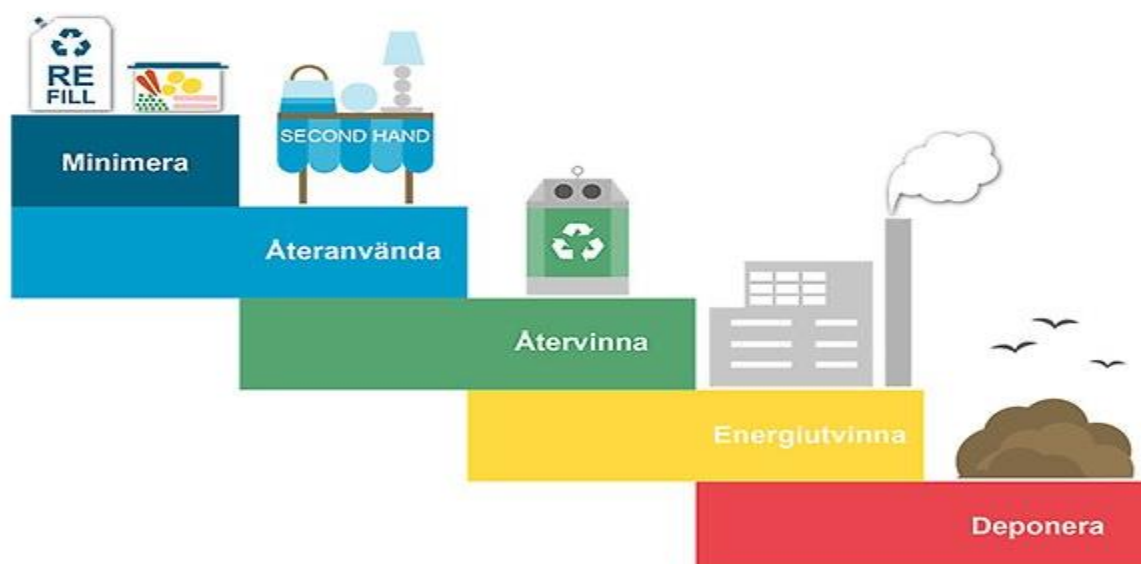 RE
FILL
Minimera
SECOND HAND
Återanvända
Återvinna
Energiutvinna
Deponera